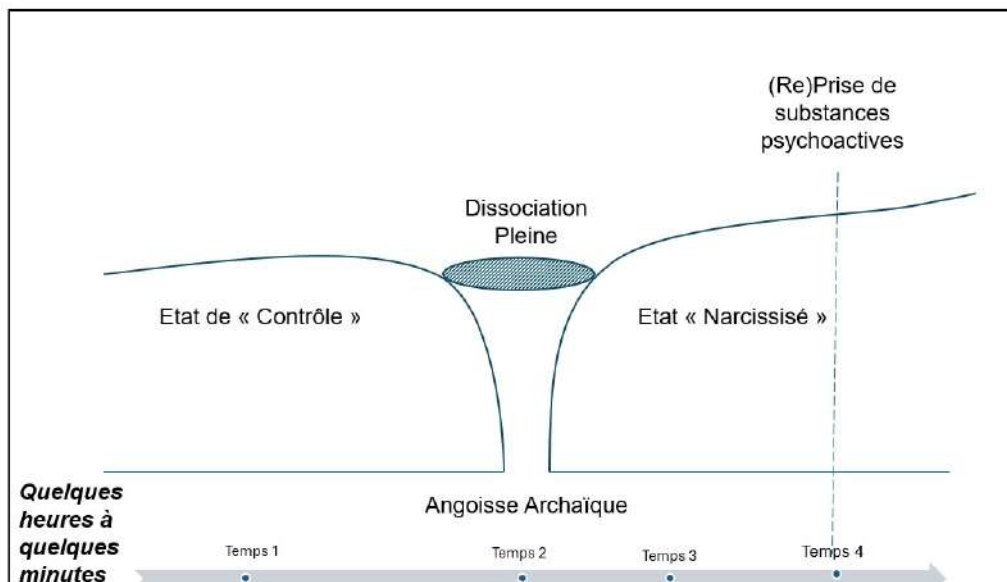 (Re)Prise de
substances
psychoactives
Dissociation
Pleine
Etat de « Contrôle »
Etat « Narcissisé »
Angoisse Archaïque
Quelques
heures à
quelques
minutes
Temps 1
Temps 2
Temps 3
Temps 4